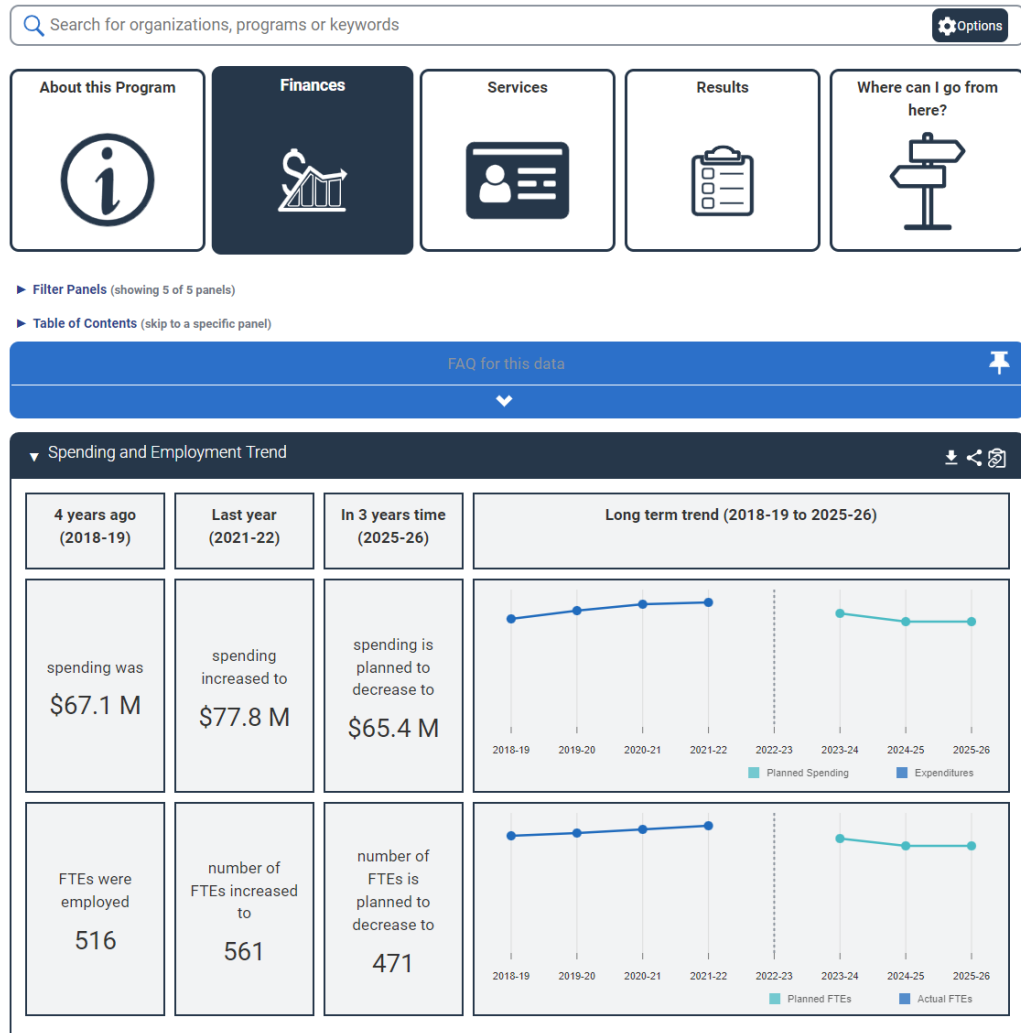 Search for organizations, programs or keywords
Options
About this Program
Finances
Services
Results
Where can I go from
here?
► Filter Panels (showing 5 of 5 panels)
► Table of Contents (skip to a specific panel)
FAQ for this data
▼ Spending and Employment Trend
4 years ago
(2018-19)
Last year
(2021-22)
In 3 years time
(2025-26)
Long term trend (2018-19 to 2025-26)
spending was
$67.1 M
spending
increased to
$77.8 M
spending is
planned to
decrease to
$65.4 M
2018-19 2019-20 2020-21 2021-22 2022-23 2023-24 2024-25 2025-26
Planned Spending Expenditures
FTEs were
employed
516
number of
FTEs increased
to
561
number of
FTEs is
planned to
decrease to
471
2018-19 2019-20 2020-21 2021-22 2022-23 2023-24 2024-25 2025-26
Planned FTEs Actual FTEs